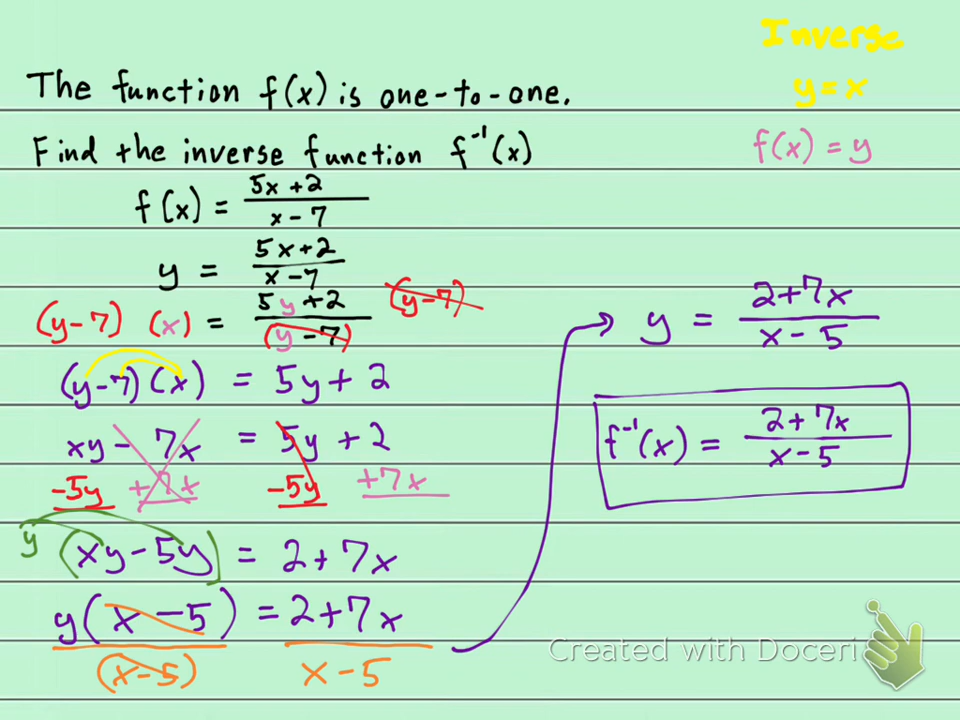 Inverse
y = x
f(x) = y
The function f(x) is one-to-one.
Find the inverse function f⁻¹(x)
f(x) = (5x + 2)/(x - 7)
y = (5x + 2)/(x - 7)
(y - 7) (x) = (5y + 2)/(y - 7) (y - 7)
(y - 7)(x) = 5y + 2
xy - 7x = 5y + 2
-5y + 7x -5y +7x
y (xy - 5y) = 2 + 7x
y(x - 5) = 2 + 7x
(x - 5) x - 5
y = (2 + 7x)/(x - 5)
f⁻¹(x) = (2 + 7x)/(x - 5)
Created with Doceri